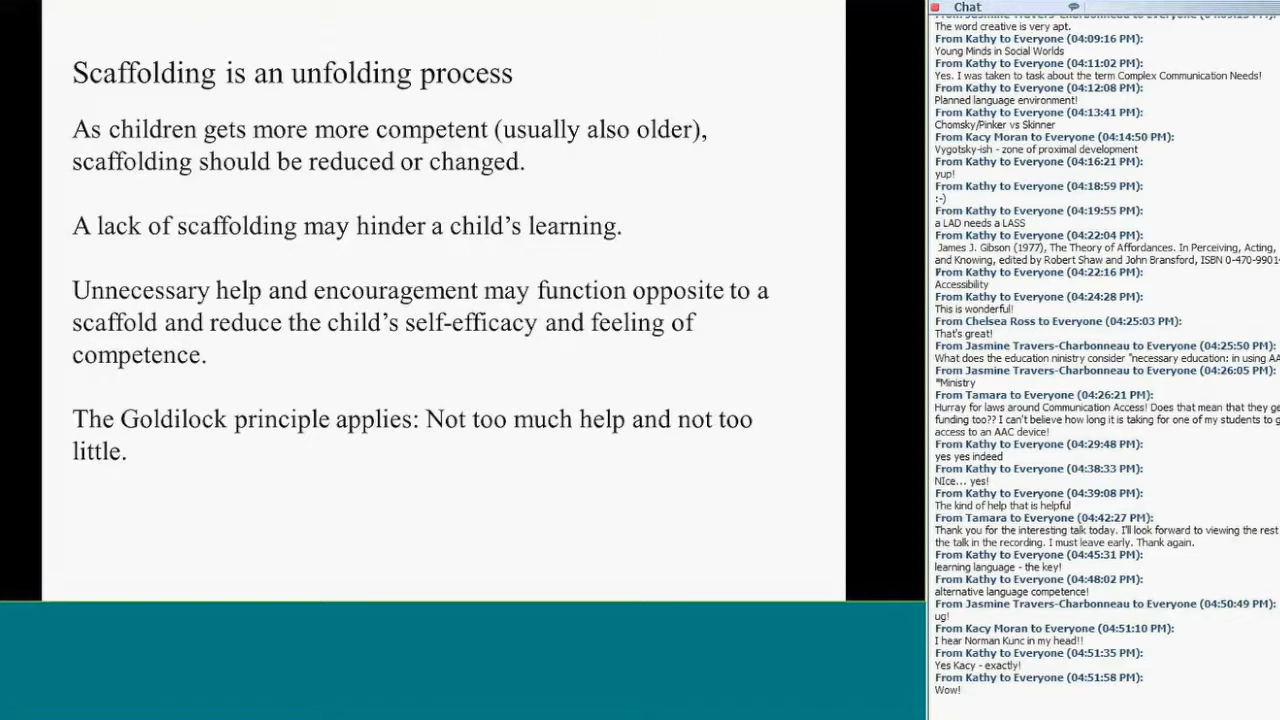 Scaffolding is an unfolding process
As children gets more more competent (usually also older),
scaffolding should be reduced or changed.
A lack of scaffolding may hinder a child's learning.
Unnecessary help and encouragement may function opposite to a
scaffold and reduce the child's self-efficacy and feeling of
competence.
The Goldilock principle applies: Not too much help and not too
little.
Chat
The word creative is very apt.
From Kathy to Everyone (04:09:16 PM):
Young Minds in Social Worlds
From Kathy to Everyone (04:11:02 PM):
Yes. I was taken to task about the term Complex Communication Needs!
From Kathy to Everyone (04:12:08 PM):
Planned language environment!
From Kathy to Everyone (04:13:41 PM):
Chomsky/Pinker vs Skinner
From Kacy Moran to Everyone (04:14:50 PM):
Vygotsky-ish - zone of proximal development
From Kathy to Everyone (04:16:21 PM):
yup!
From Kathy to Everyone (04:18:59 PM):
:-)
From Kathy to Everyone (04:19:55 PM):
a LAD needs a LASS
From Kathy to Everyone (04:22:04 PM):
James J. Gibson (1977), The Theory of Affordances. In Perceiving, Acting,
and Knowing, edited by Robert Shaw and John Bransford, ISBN 0-470-9901
From Kathy to Everyone (04:22:16 PM):
Accessibility
From Kathy to Everyone (04:24:28 PM):
This is wonderful!
From Chelsea Ross to Everyone (04:25:03 PM):
That's great!
From Jasmine Travers-Charbonneau to Everyone (04:25:50 PM):
What does the education ninistry consider "necessary education: in using AA
From Jasmine Travers-Charbonneau to Everyone (04:26:05 PM):
*Ministry
From Tamara to Everyone (04:26:21 PM):
Hurray for laws around Communication Access! Does that mean that they ge
funding too?? I can't believe how long it is taking for one of my students to g
access to an AAC device!
From Kathy to Everyone (04:29:48 PM):
yes yes indeed
From Kathy to Everyone (04:38:33 PM):
NIce... yes!
From Kathy to Everyone (04:39:08 PM):
The kind of help that is helpful
From Tamara to Everyone (04:42:27 PM):
Thank you for the interesting talk today. I'll look forward to viewing the rest
the talk in the recording. I must leave early. Thank again.
From Kathy to Everyone (04:45:31 PM):
learning language - the key!
From Kathy to Everyone (04:48:02 PM):
alternative language competence!
From Jasmine Travers-Charbonneau to Everyone (04:50:49 PM):
ug!
From Kacy Moran to Everyone (04:51:10 PM):
I hear Norman Kunc in my head!!
From Kathy to Everyone (04:51:35 PM):
Yes Kacy - exactly!
From Kathy to Everyone (04:51:58 PM):
Wow!